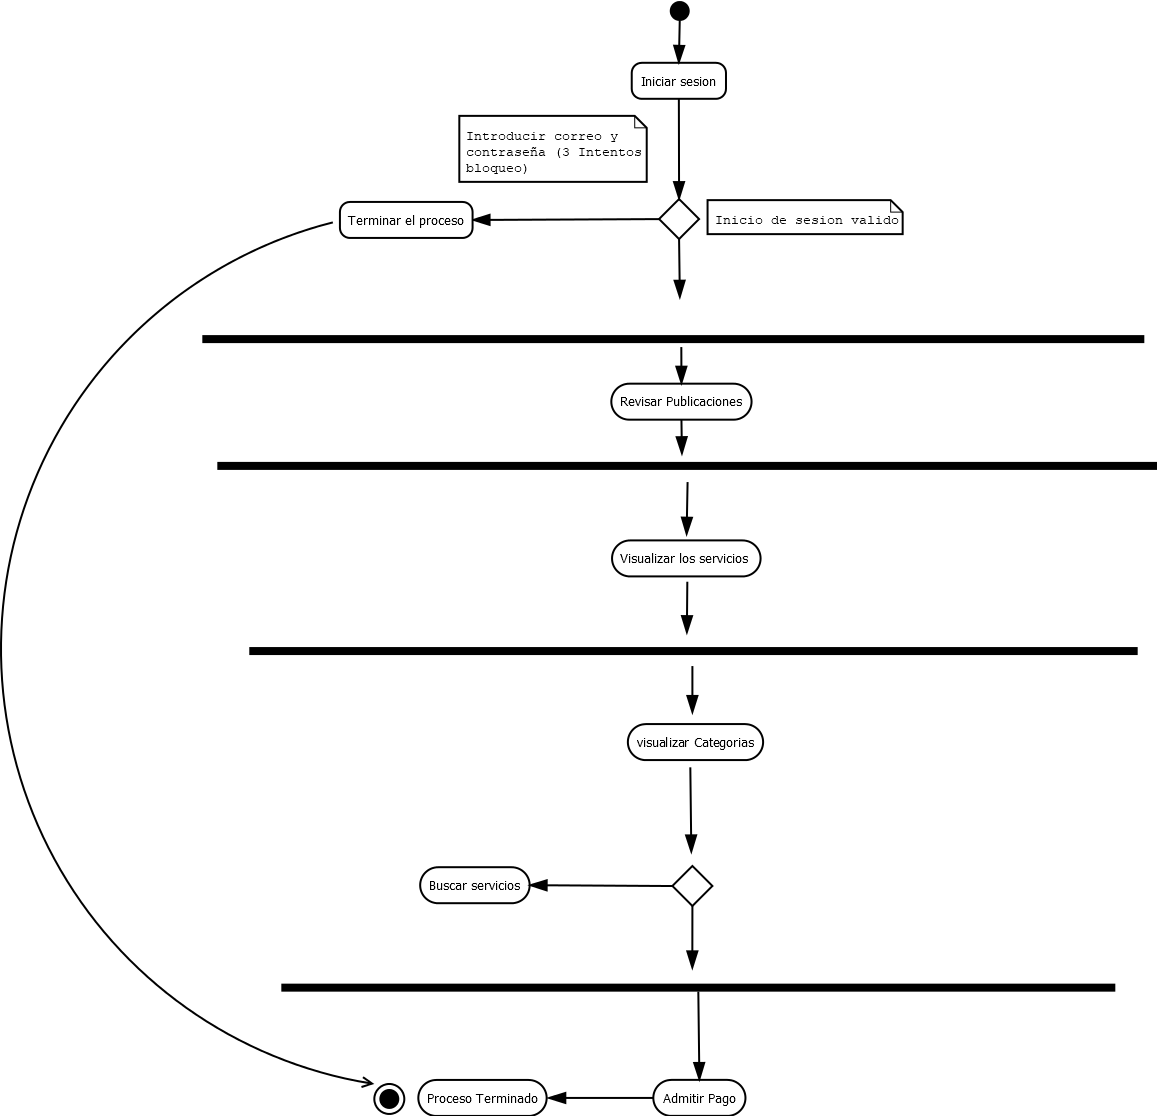 Iniciar sesion
Introducir correo y
contraseña (3 Intentos
bloqueo)
Terminar el proceso
Inicio de sesion valido
Revisar Publicaciones
Visualizar los servicios
visualizar Categorias
Buscar servicios
Proceso Terminado
Admitir Pago